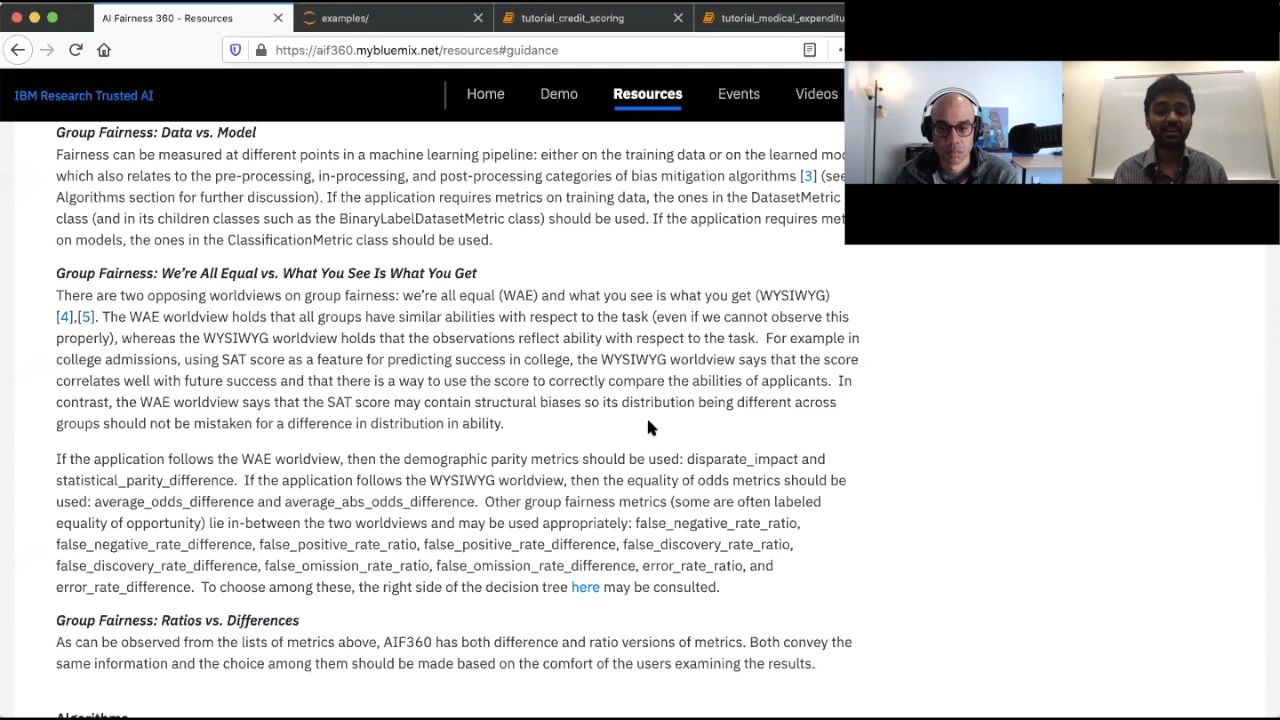 AI Fairness 360 - Resources
examples/
tutorial_credit_scoring
tutorial_medical_expenditu
https://aif360.mybluemix.net/resources#guidance
IBM Research Trusted AI
Home
Demo
Resources
Events
Videos
Group Fairness: Data vs. Model
Fairness can be measured at different points in a machine learning pipeline: either on the training data or on the learned mod
which also relates to the pre-processing, in-processing, and post-processing categories of bias mitigation algorithms [3] (see
Algorithms section for further discussion). If the application requires metrics on training data, the ones in the DatasetMetric
class (and in its children classes such as the BinaryLabelDatasetMetric class) should be used. If the application requires met
on models, the ones in the ClassificationMetric class should be used.
Group Fairness: We’re All Equal vs. What You See Is What You Get
There are two opposing worldviews on group fairness: we’re all equal (WAE) and what you see is what you get (WYSIWYG)
[4],[5]. The WAE worldview holds that all groups have similar abilities with respect to the task (even if we cannot observe this
properly), whereas the WYSIWYG worldview holds that the observations reflect ability with respect to the task. For example in
college admissions, using SAT score as a feature for predicting success in college, the WYSIWYG worldview says that the score
correlates well with future success and that there is a way to use the score to correctly compare the abilities of applicants. In
contrast, the WAE worldview says that the SAT score may contain structural biases so its distribution being different across
groups should not be mistaken for a difference in distribution in ability.
If the application follows the WAE worldview, then the demographic parity metrics should be used: disparate_impact and
statistical_parity_difference. If the application follows the WYSIWYG worldview, then the equality of odds metrics should be
used: average_odds_difference and average_abs_odds_difference. Other group fairness metrics (some are often labeled
equality of opportunity) lie in-between the two worldviews and may be used appropriately: false_negative_rate_ratio,
false_negative_rate_difference, false_positive_rate_ratio, false_positive_rate_difference, false_discovery_rate_ratio,
false_discovery_rate_difference, false_omission_rate_ratio, false_omission_rate_difference, error_rate_ratio, and
error_rate_difference. To choose among these, the right side of the decision tree here may be consulted.
Group Fairness: Ratios vs. Differences
As can be observed from the lists of metrics above, AIF360 has both difference and ratio versions of metrics. Both convey the
same information and the choice among them should be made based on the comfort of the users examining the results.
Algorithms